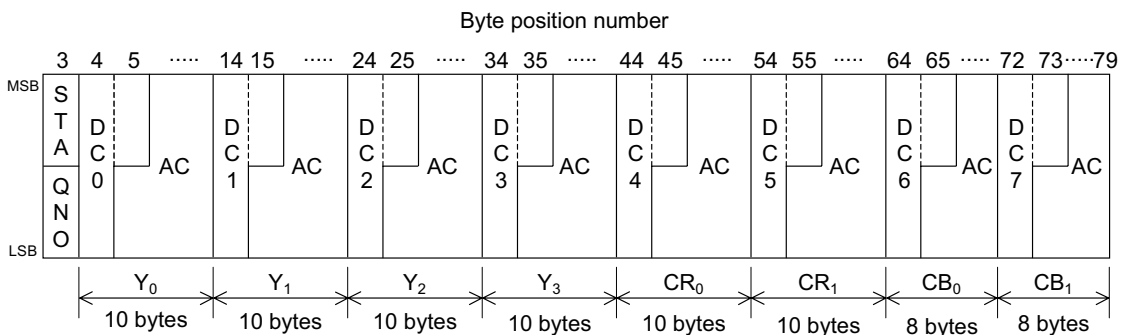 Byte position number
3 4 5 ..... 14 15 ..... 24 25 ..... 34 35 ..... 44 45 ..... 54 55 ..... 64 65 ..... 72 73 ..... 79
MSB
STA
QNO
LSB
DC0 AC DC1 AC DC2 AC DC3 AC DC4 AC DC5 AC DC6 AC DC7 AC
Y0 Y1 Y2 Y3 CR0 CR1 CB0 CB1
10 bytes 10 bytes 10 bytes 10 bytes 10 bytes 10 bytes 8 bytes 8 bytes